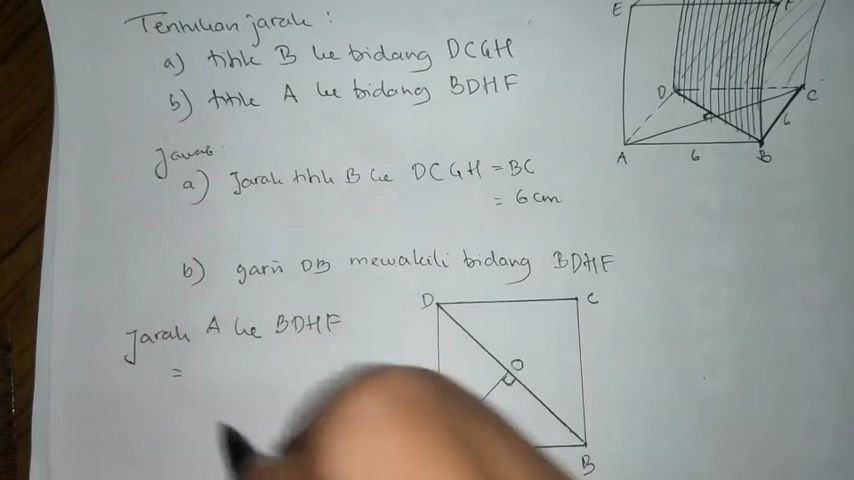 Tentukan jarak :
a) titik B ke bidang DCGH
b) titik A ke bidang BDHF
Jawab :
a) Jarak titik B ke DCGH = BC
= 6 cm
b) garis DB mewakili bidang BDHF
Jarak A ke BDHF
=
E
D
C
A
6
B
6
D
C
O
B